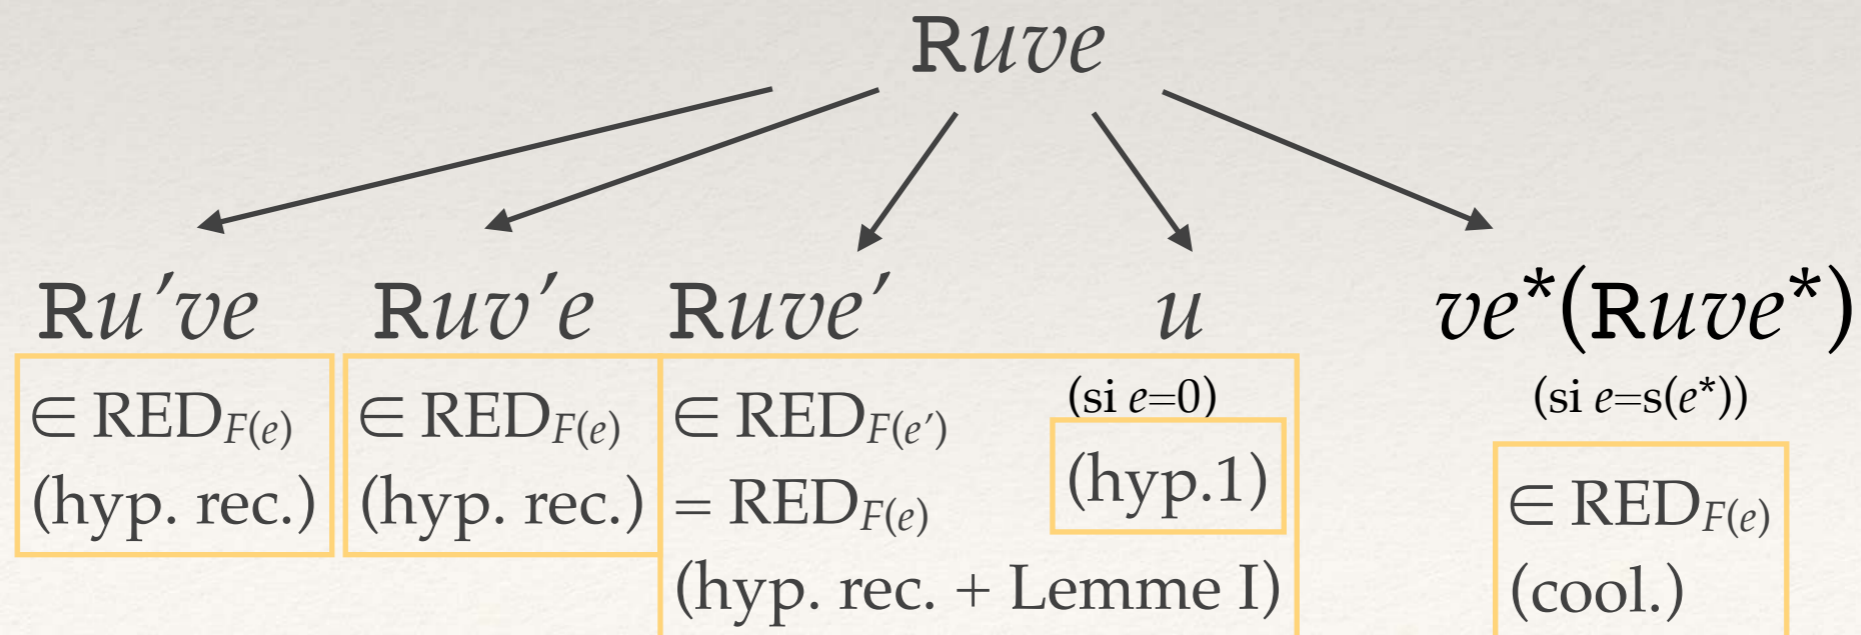 Ruve
Ru′ve Ruv′e Ruve′ u ve*(Ruve*)
∈ RED_F(e) ∈ RED_F(e) ∈ RED_F(e′) (si e=0) (si e=s(e*))
(hyp. rec.) (hyp. rec.) = RED_F(e) (hyp.1) ∈ RED_F(e)
(hyp. rec. + Lemme I) (cool.)